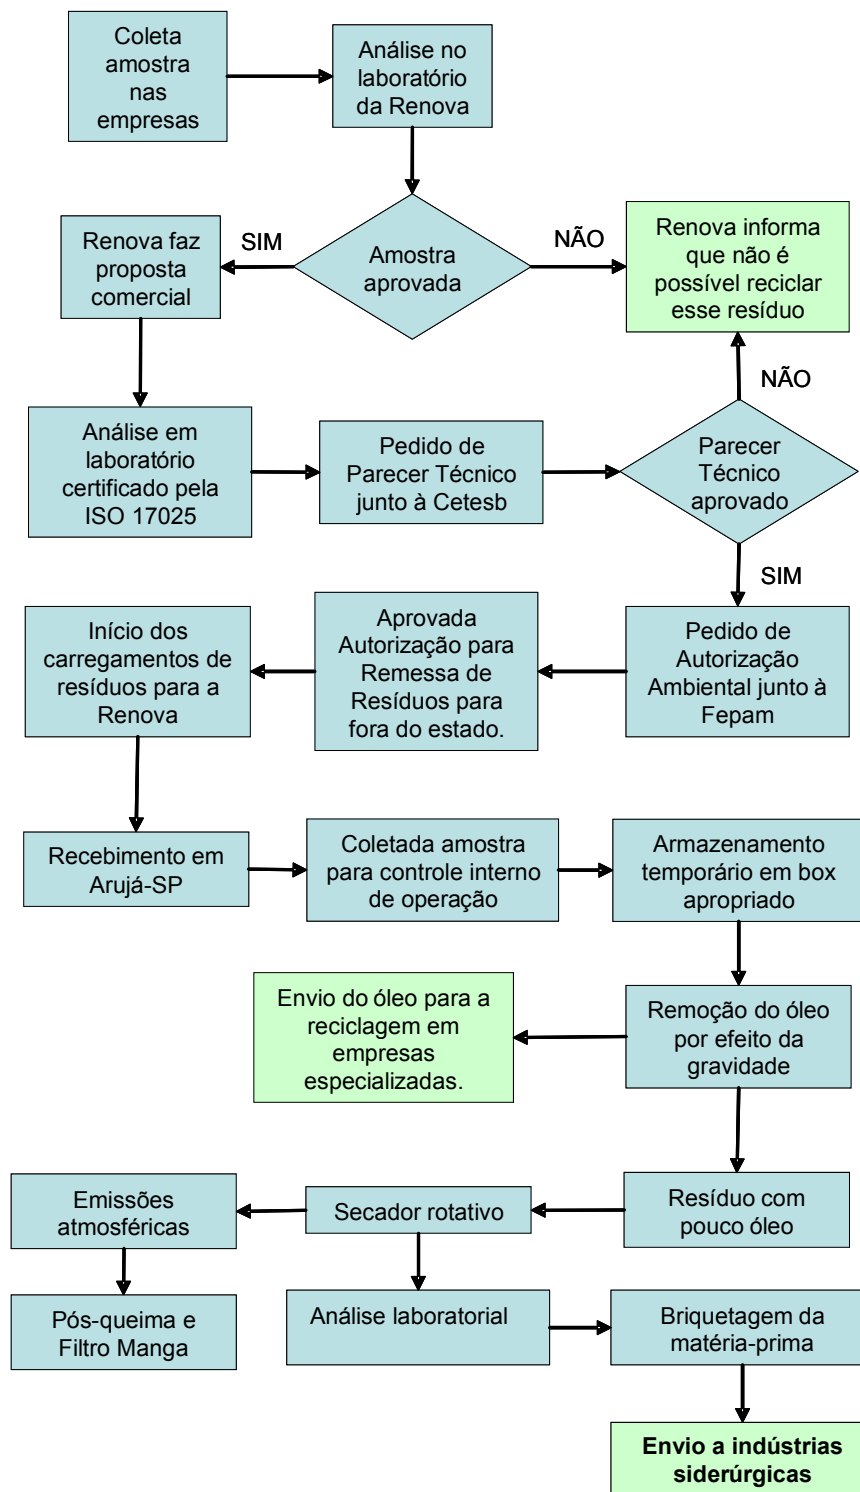 Coleta
amostra
nas
empresas
Análise no
laboratório
da Renova
Renova faz
proposta
comercial
SIM
Amostra
aprovada
NÃO
Renova informa
que não é
possível reciclar
esse resíduo
NÃO
Análise em
laboratório
certificado pela
ISO 17025
Pedido de
Parecer Técnico
junto à Cetesb
Parecer
Técnico
aprovado
SIM
Início dos
carregamentos de
resíduos para a
Renova
Aprovada
Autorização para
Remessa de
Resíduos para
fora do estado.
Pedido de
Autorização
Ambiental junto à
Fepam
Recebimento em
Arujá-SP
Coletada amostra
para controle interno
de operação
Armazenamento
temporário em box
apropriado
Envio do óleo para a
reciclagem em
empresas
especializadas.
Remoção do óleo
por efeito da
gravidade
Emissões
atmosféricas
Secador rotativo
Resíduo com
pouco óleo
Pós-queima e
Filtro Manga
Análise laboratorial
Briquetagem da
matéria-prima
Envio a indústrias
siderúrgicas